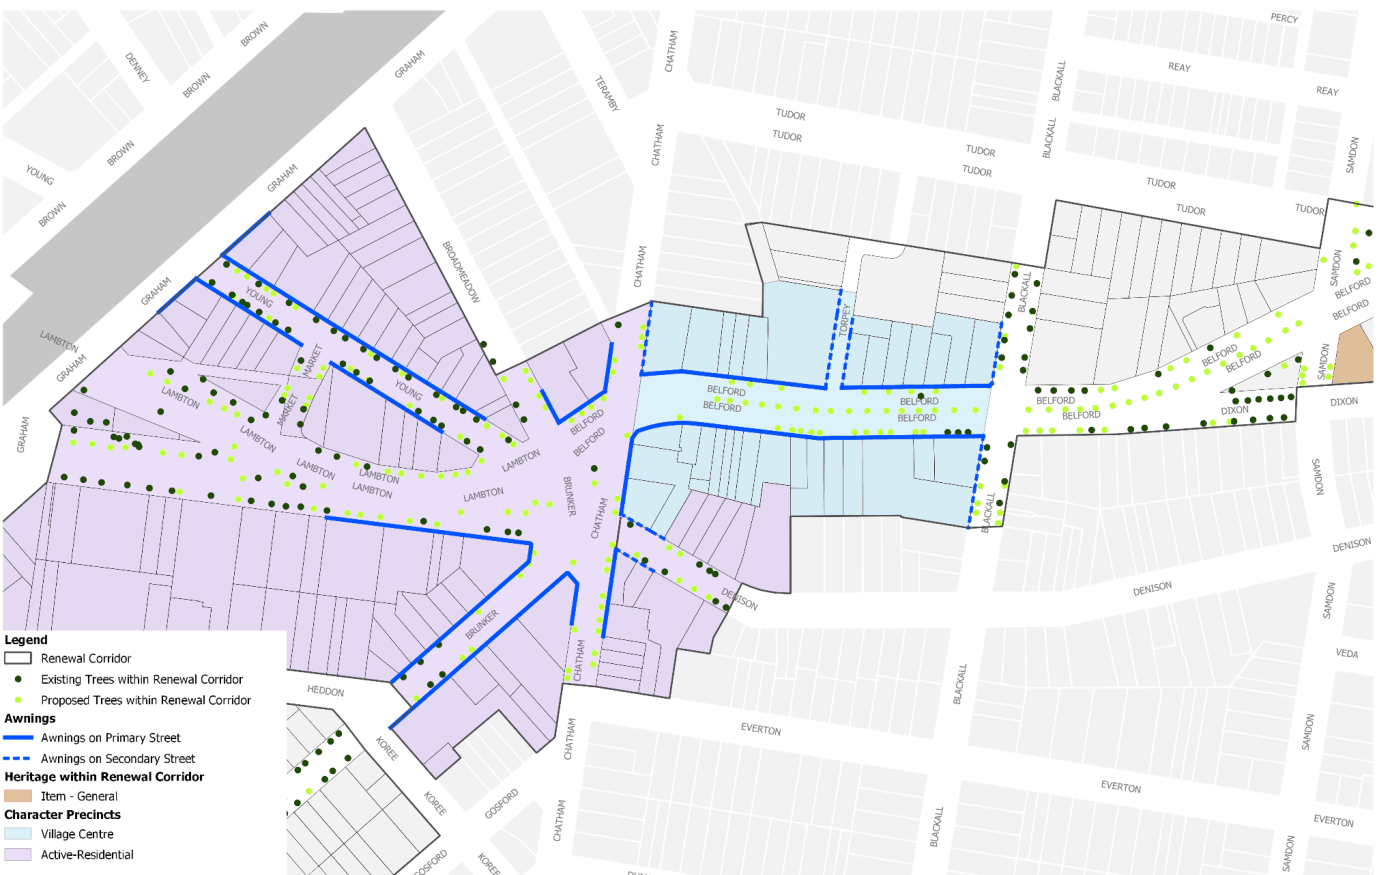 PERCY
BROWN
CHATHAM
GRAHAM
DENNEY
REAY
BLACKALL
BROWN
REAY
TERAMBY
TUDOR
TUDOR
BLACKALL
CHATHAM
BROWN
TUDOR
SAMDON
TUDOR
YOUNG
GRAHAM
TUDOR
BROWN
TUDOR
TUDOR
CHATHAM
BROADMEADOW
SAMDON
GRAHAM
YOUNG
BLACKALL
BELFORD
BELFORD
TORPEY
LAMBTON
MARKET
BELFORD
BELFORD
SAMDON
GRAHAM
YOUNG
BELFORD
BELFORD
LAMBTON
BELFORD
BELFORD
BELFORD
DIXON
DIXON
MARKET
BELFORD
BELFORD
BELFORD
GRAHAM
LAMBTON
BELFORD
LAMBTON
LAMBTON
LAMBTON
LAMBTON
LAMBTON
BRUNKER
CHATHAM
BLACKALL
SAMDON
DENISON
DENISON
DENISON
SAMDON
BRUNKER
CHATHAM
VEDA
BLACKALL
HEDDON
EVERTON
CHATHAM
SAMDON
KOREE
EVERTON
KOREE
GOSFORD
CHATHAM
BLACKALL
EVERTON
SAMDON
KOREE
Legend
Renewal Corridor
Existing Trees within Renewal Corridor
Proposed Trees within Renewal Corridor
Awnings
Awnings on Primary Street
Awnings on Secondary Street
Heritage within Renewal Corridor
Item - General
Character Precincts
Village Centre
Active-Residential